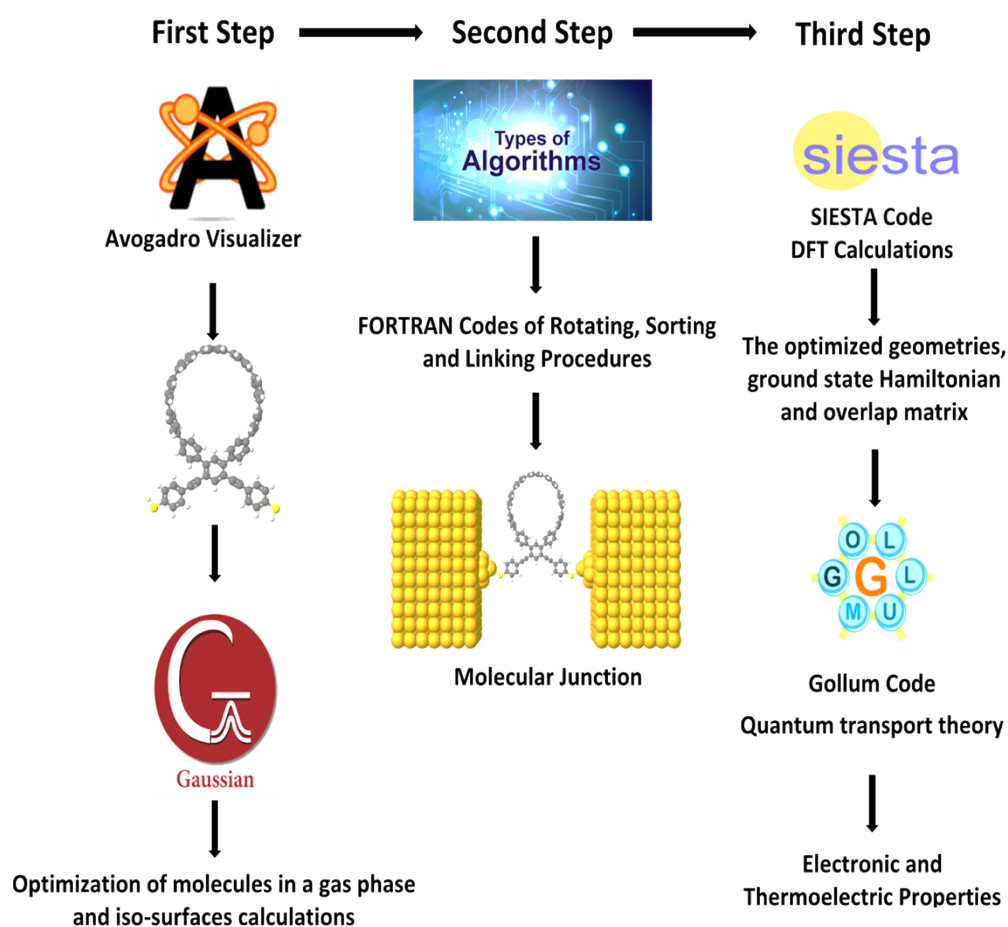 First Step
Second Step
Third Step
Avogadro Visualizer
Gaussian
Optimization of molecules in a gas phase
and iso-surfaces calculations
Types of
Algorithms
FORTRAN Codes of Rotating, Sorting
and Linking Procedures
Molecular Junction
siesta
SIESTA Code
DFT Calculations
The optimized geometries,
ground state Hamiltonian
and overlap matrix
G O L L U M
G
Gollum Code
Quantum transport theory
Electronic and
Thermoelectric Properties